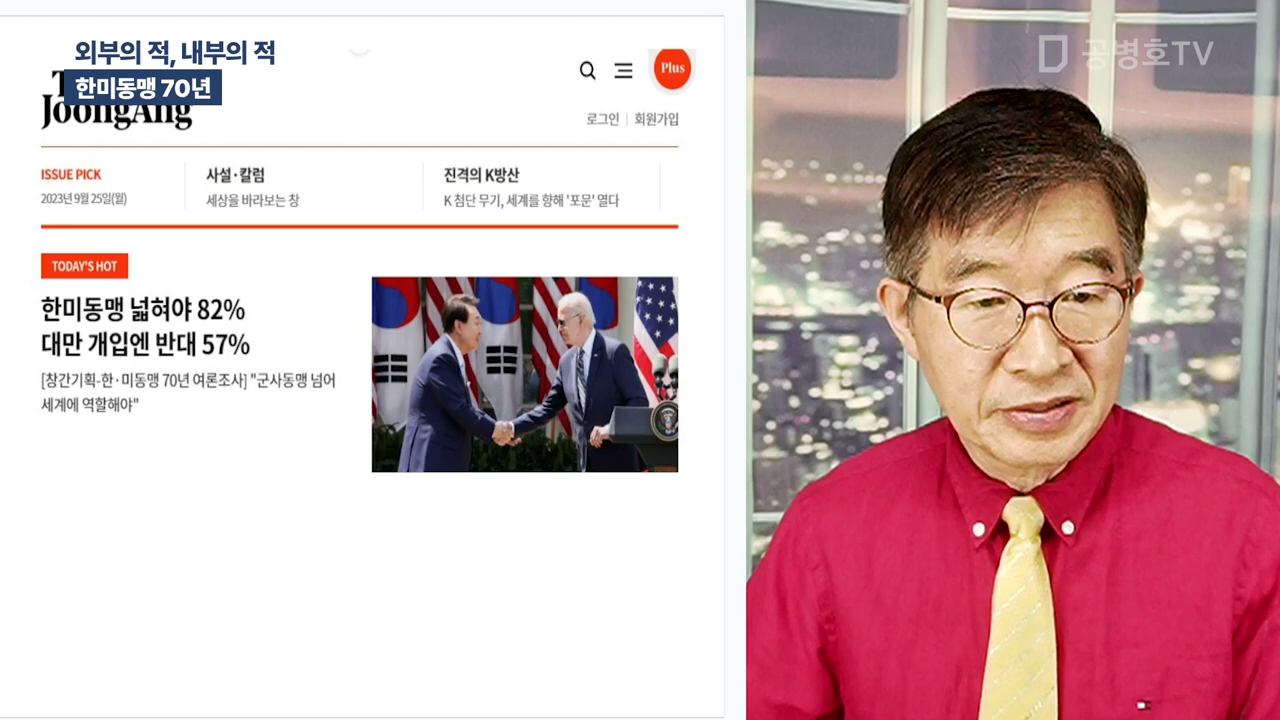 외부의 적, 내부의 적
한미동맹 70년
JoongAng
Plus
로그인 | 회원가입
ISSUE PICK
2023년 9월 25일(월)
사설·칼럼
세상을 바라보는 창
진격의 K방산
K 첨단 무기, 세계를 향해 '포문' 열다
TODAY'S HOT
한미동맹 넓혀야 82%
대만 개입엔 반대 57%
[창간기획-한·미동맹 70년 여론조사] "군사동맹 넘어
세계에 역할해야"
공병호TV